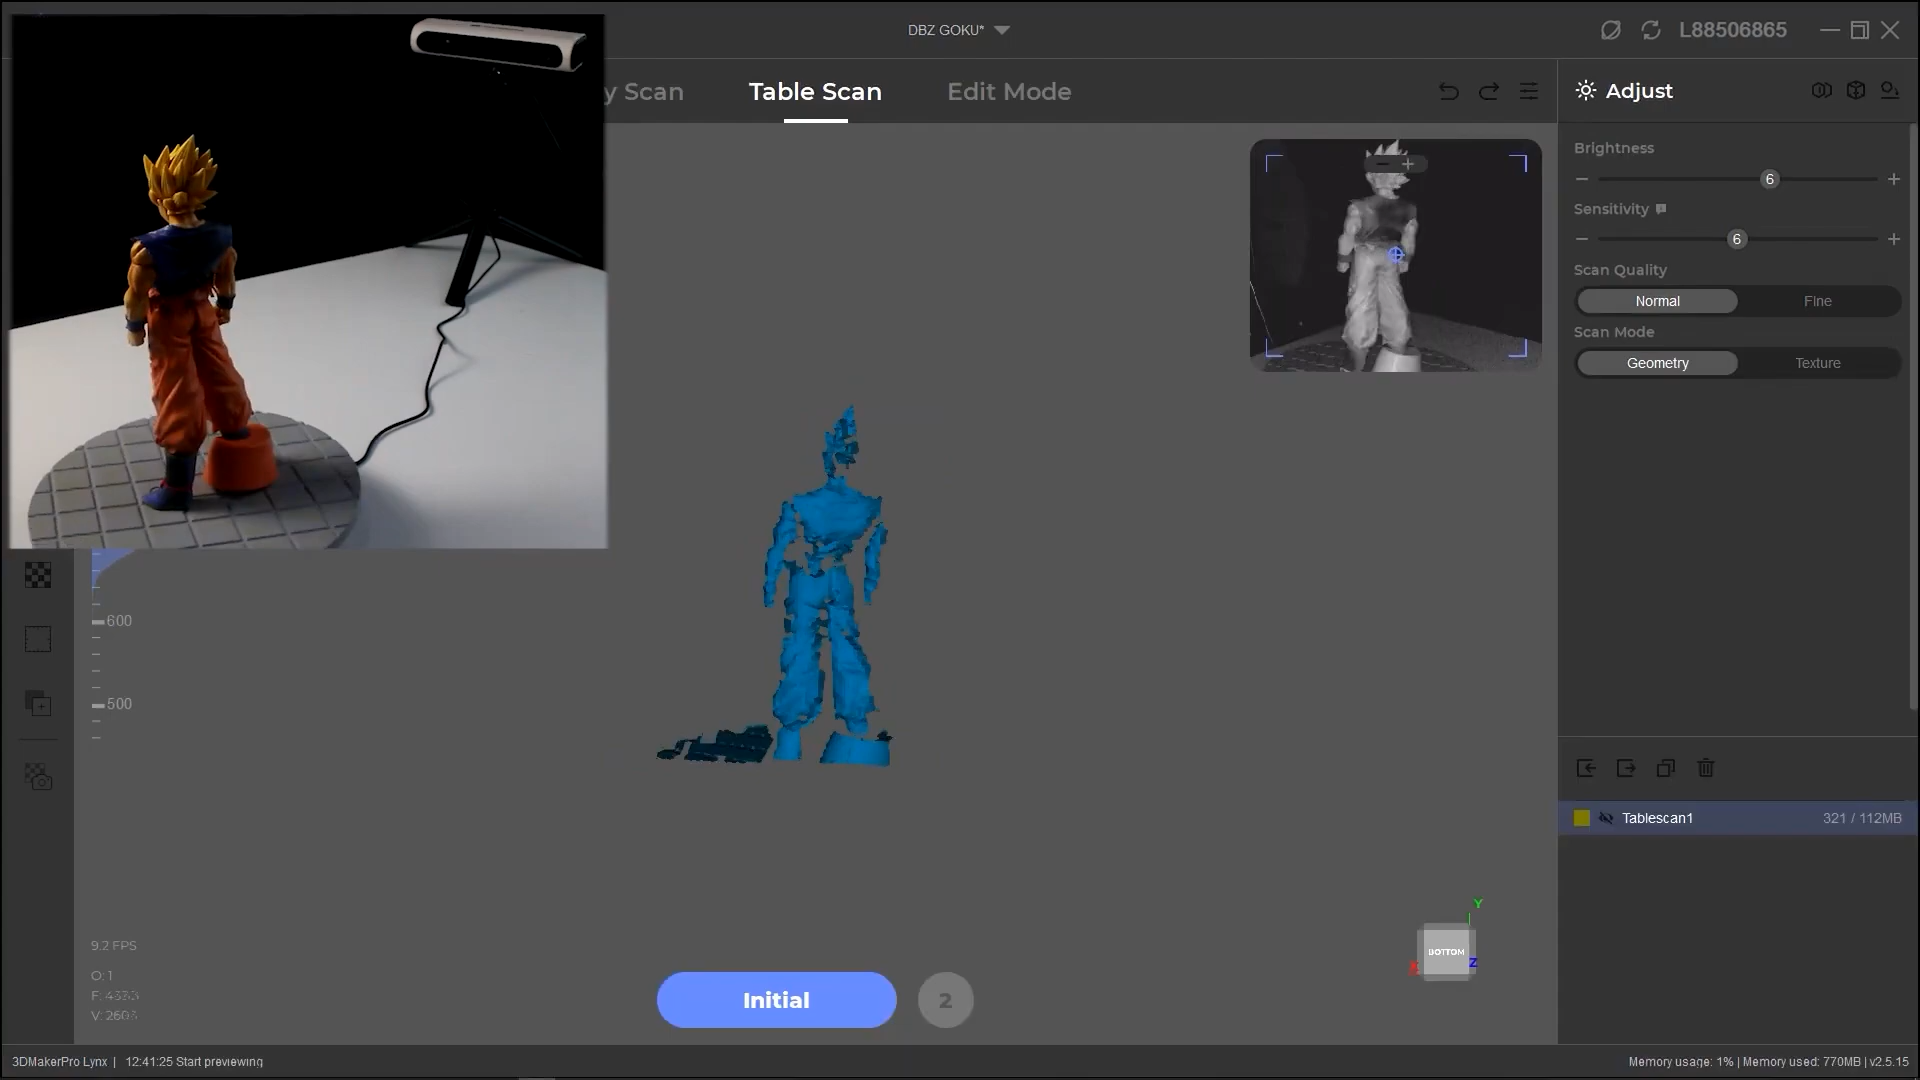 DBZ GOKU*
L88506865
y Scan
Table Scan
Edit Mode
Adjust
Brightness
6
Sensitivity
6
Scan Quality
Normal
Fine
Scan Mode
Geometry
Texture
600
500
Tablescan1
321 / 112MB
Y
BOTTOM
X
Z
9.2 FPS
O: 1
Initial
2
3DMakerPro Lynx | 12:41:25 Start previewing
Memory usage: 1% | Memory used: 770MB | v2.5.15